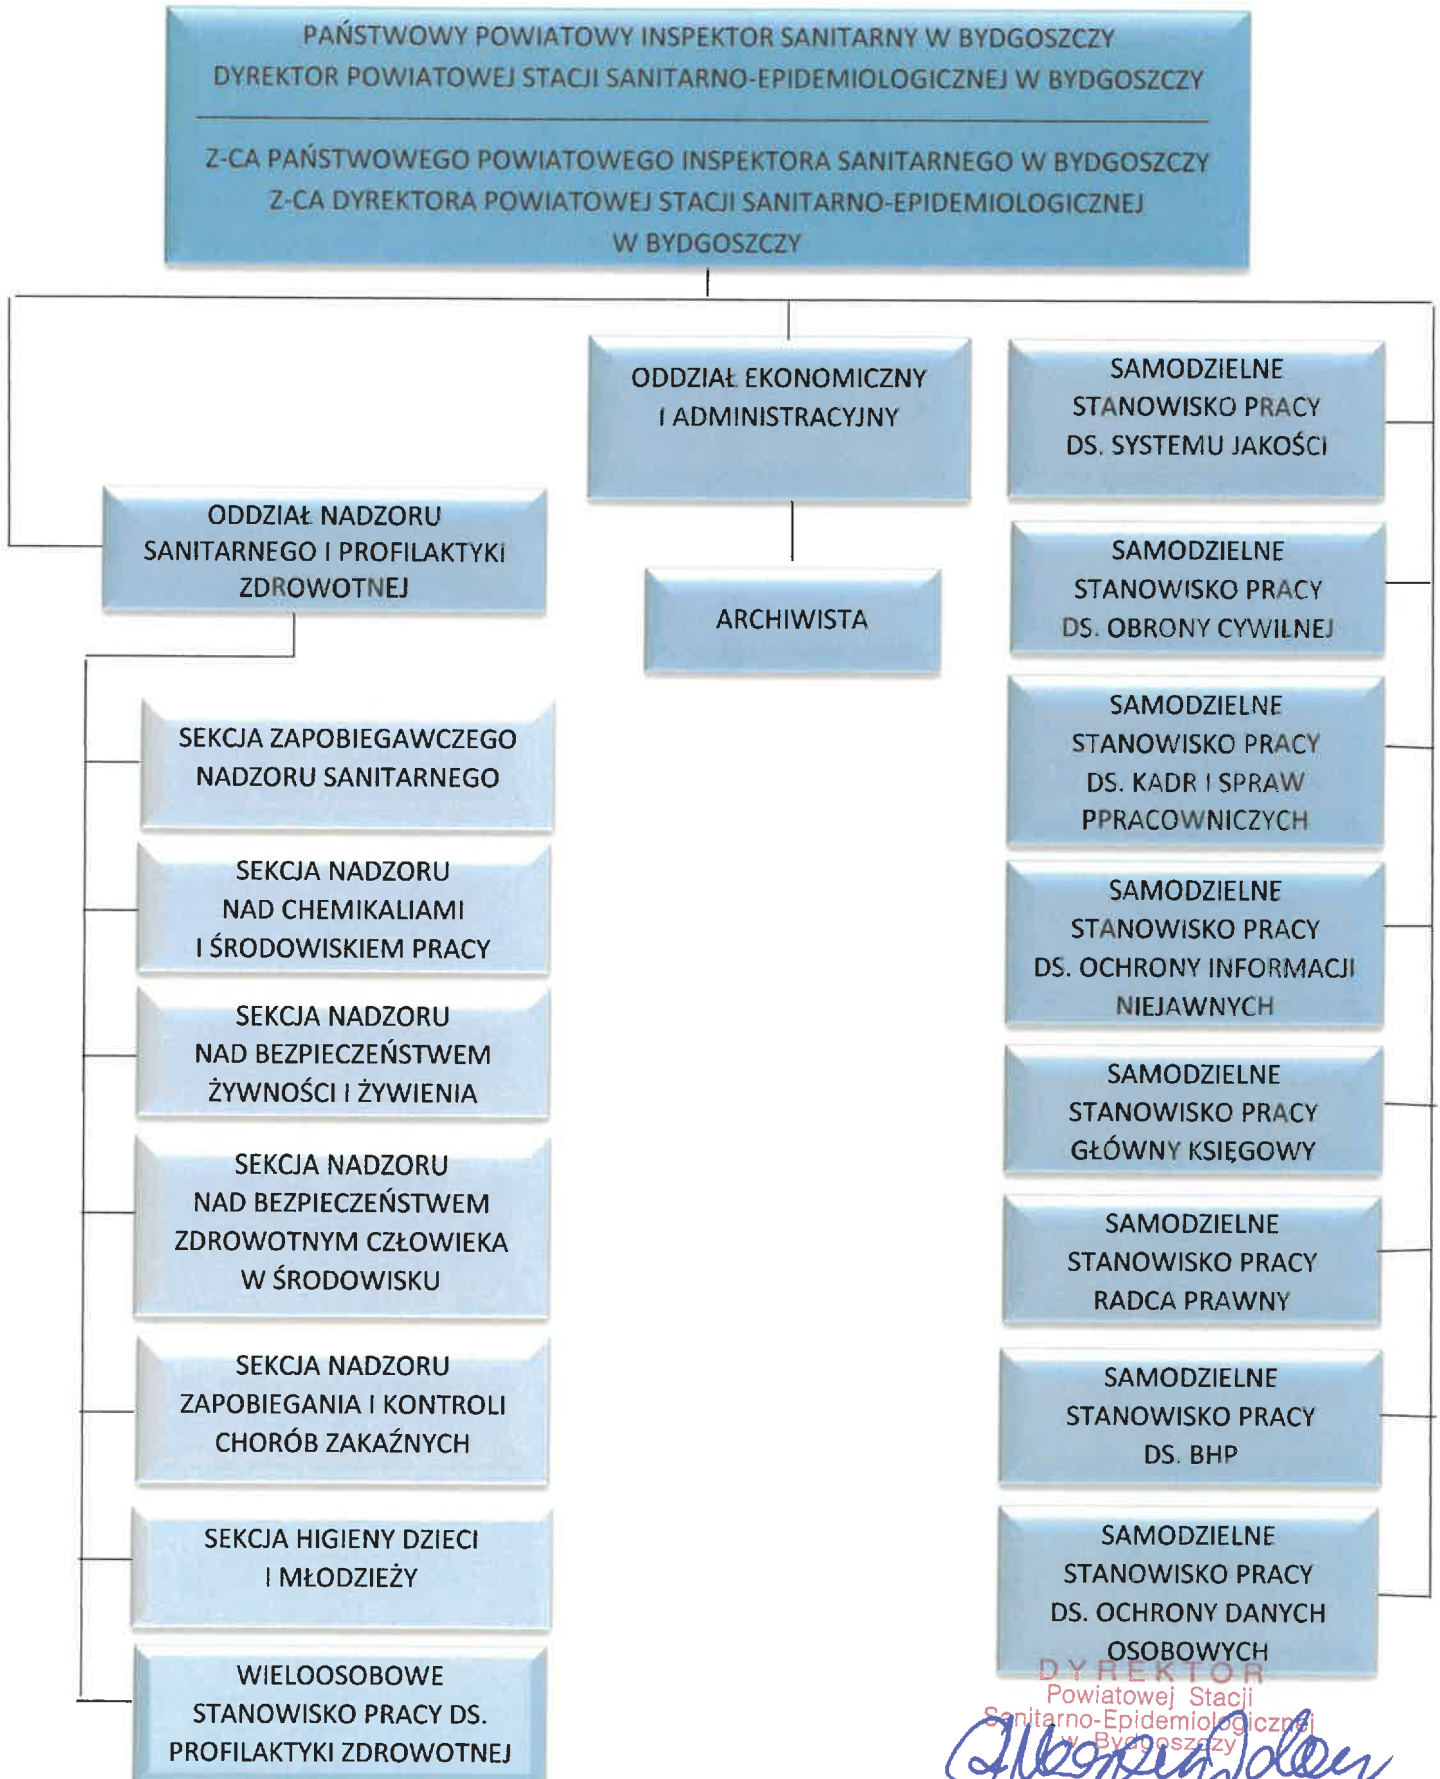 PAŃSTWOWY POWIATOWY INSPEKTOR SANITARNY W BYDGOSZCZY
DYREKTOR POWIATOWEJ STACJI SANITARNO-EPIDEMIOLOGICZNEJ W BYDGOSZCZY
Z-CA PAŃSTWOWEGO POWIATOWEGO INSPEKTORA SANITARNEGO W BYDGOSZCZY
Z-CA DYREKTORA POWIATOWEJ STACJI SANITARNO-EPIDEMIOLOGICZNEJ
W BYDGOSZCZY
ODDZIAŁ NADZORU
SANITARNEGO I PROFILAKTYKI
ZDROWOTNEJ
SEKCJA ZAPOBIEGAWCZEGO
NADZORU SANITARNEGO
SEKCJA NADZORU
NAD CHEMIKALIAMI
I ŚRODOWISKIEM PRACY
SEKCJA NADZORU
NAD BEZPIECZEŃSTWEM
ŻYWNOŚCI I ŻYWIENIA
SEKCJA NADZORU
NAD BEZPIECZEŃSTWEM
ZDROWOTNYM CZŁOWIEKA
W ŚRODOWISKU
SEKCJA NADZORU
ZAPOBIEGANIA I KONTROLI
CHORÓB ZAKAŹNYCH
SEKCJA HIGIENY DZIECI
I MŁODZIEŻY
WIELOOSOBOWE
STANOWISKO PRACY DS.
PROFILAKTYKI ZDROWOTNEJ
ODDZIAŁ EKONOMICZNY
I ADMINISTRACYJNY
ARCHIWISTA
SAMODZIELNE
STANOWISKO PRACY
DS. SYSTEMU JAKOŚCI
SAMODZIELNE
STANOWISKO PRACY
DS. OBRONY CYWILNEJ
SAMODZIELNE
STANOWISKO PRACY
DS. KADR I SPRAW
PPRACOWNICZYCH
SAMODZIELNE
STANOWISKO PRACY
DS. OCHRONY INFORMACJI
NIEJAWNYCH
SAMODZIELNE
STANOWISKO PRACY
GŁÓWNY KSIĘGOWY
SAMODZIELNE
STANOWISKO PRACY
RADCA PRAWNY
SAMODZIELNE
STANOWISKO PRACY
DS. BHP
SAMODZIELNE
STANOWISKO PRACY
DS. OCHRONY DANYCH
OSOBOWYCH
DYREKTOR
Powiatowej Stacji
Sanitarno-Epidemiologicznej
w Bydgoszczy